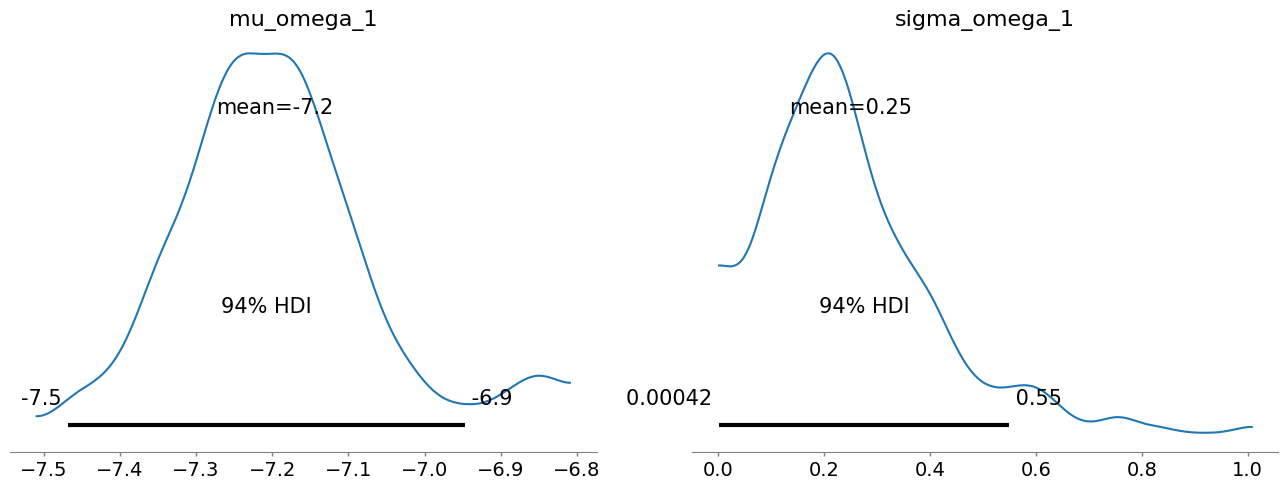 mu_omega_1
mean=-7.2
94% HDI
-7.5
-6.9
−7.5 −7.4 −7.3 −7.2 −7.1 −7.0 −6.9 −6.8
sigma_omega_1
mean=0.25
94% HDI
0.00042
0.55
0.0 0.2 0.4 0.6 0.8 1.0